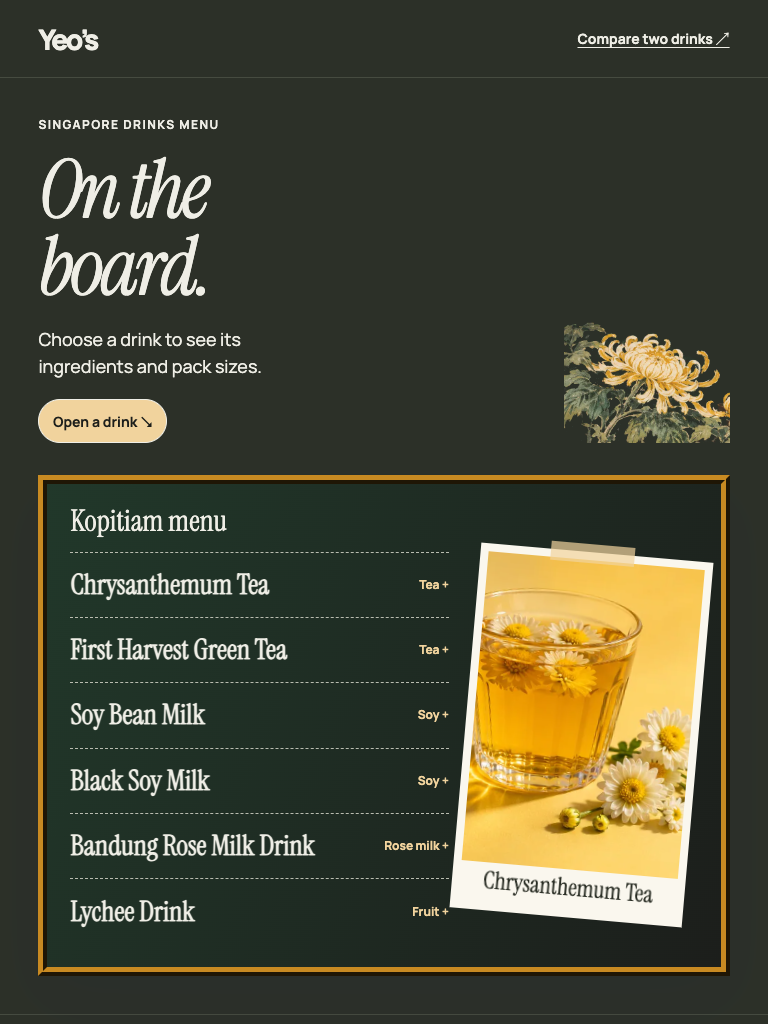 Yeo's
Compare two drinks ↗
SINGAPORE DRINKS MENU
On the
board.
Choose a drink to see its
ingredients and pack sizes.
Open a drink ↘
Kopitiam menu
Chrysanthemum Tea
Tea +
First Harvest Green Tea
Tea +
Soy Bean Milk
Soy +
Black Soy Milk
Soy +
Bandung Rose Milk Drink
Rose milk +
Lychee Drink
Fruit +
Chrysanthemum Tea